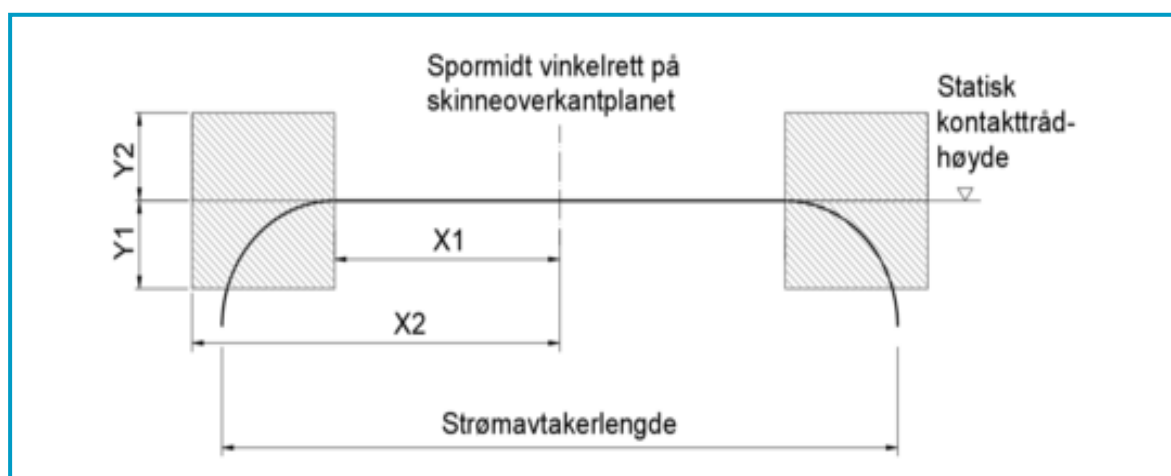 Spormidt vinkelrett på
skinneoverkantplanet
Statisk
kontakttråd-
høyde
Y2
Y1
X1
X2
Strømavtakerlengde